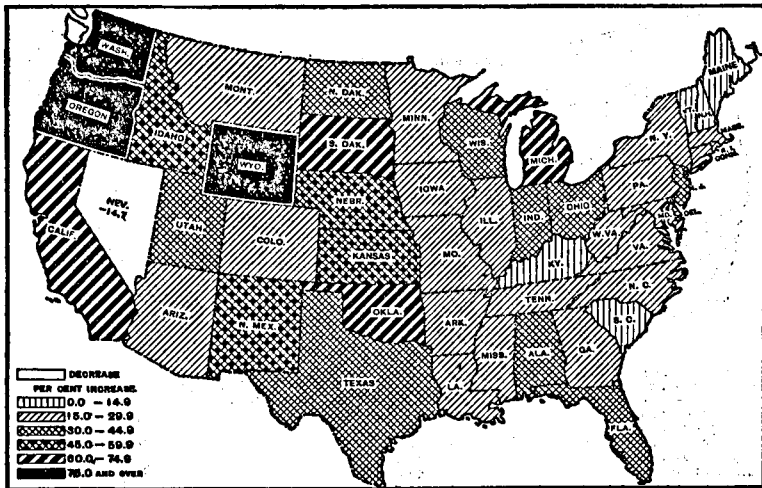 WASH.
OREGON
IDAHO
MONT.
N. DAK.
S. DAK.
WYO.
NEV.
-14.7
CALIF.
UTAH
COLO.
ARIZ.
N. MEX.
NEBR.
KANSAS
OKLA.
TEXAS
MINN.
WIS.
MICH.
IOWA
ILL.
IND.
OHIO
MO.
KY.
TENN.
ARK.
LA.
MISS.
ALA.
GA.
FLA.
S. C.
N. C.
VA.
W. VA.
PA.
N. Y.
MAINE
MASS.
R. I.
CONN.
N. J.
DEL.
MD.
DECREASE
PER CENT INCREASE
0.0 - 14.9
15.0 - 29.9
30.0 - 44.9
45.0 - 59.9
60.0 - 74.9
75.0 AND OVER